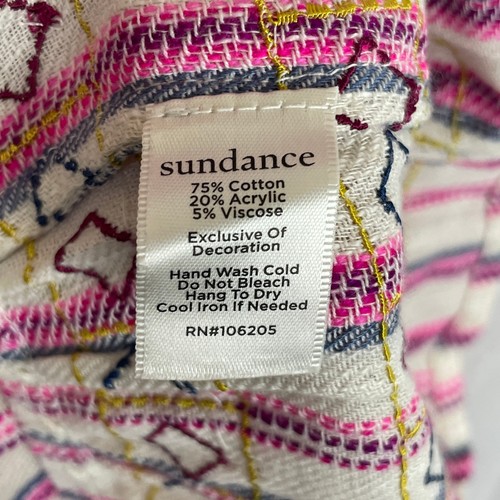 sundance
75% Cotton
20% Acrylic
5% Viscose
Exclusive Of
Decoration
Hand Wash Cold
Do Not Bleach
Hang To Dry
Cool Iron If Needed
RN#106205